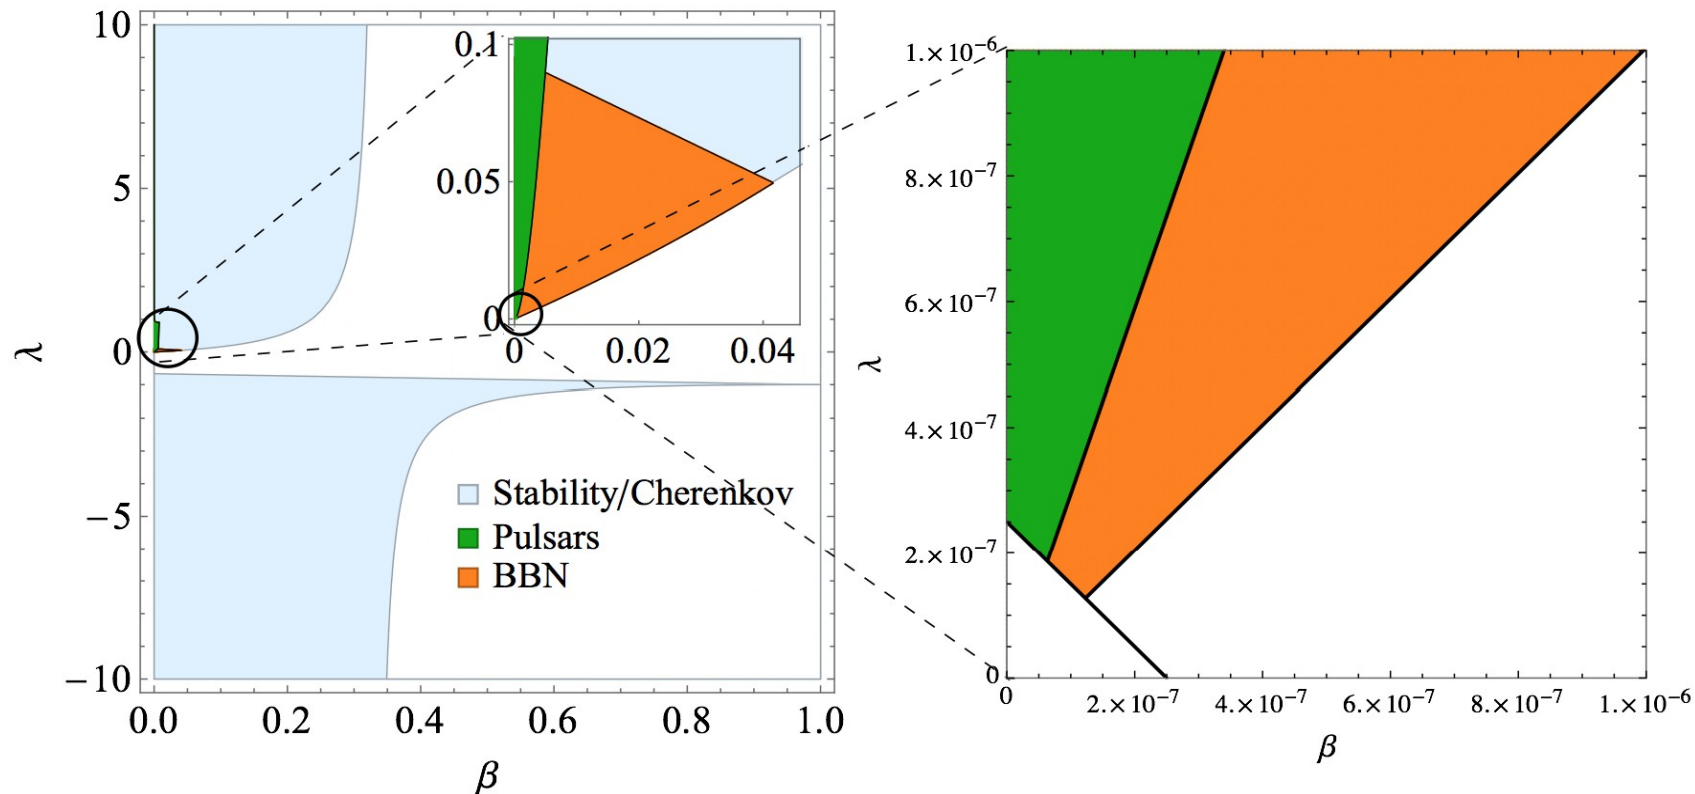 10
5
0
−5
−10
λ
0.0 0.2 0.4 0.6 0.8 1.0
β
0.1
0.05
0
0 0.02 0.04
Stability/Cherenkov
Pulsars
BBN
1.×10⁻⁶
8.×10⁻⁷
6.×10⁻⁷
4.×10⁻⁷
2.×10⁻⁷
0
λ
0 2.×10⁻⁷ 4.×10⁻⁷ 6.×10⁻⁷ 8.×10⁻⁷ 1.×10⁻⁶
β